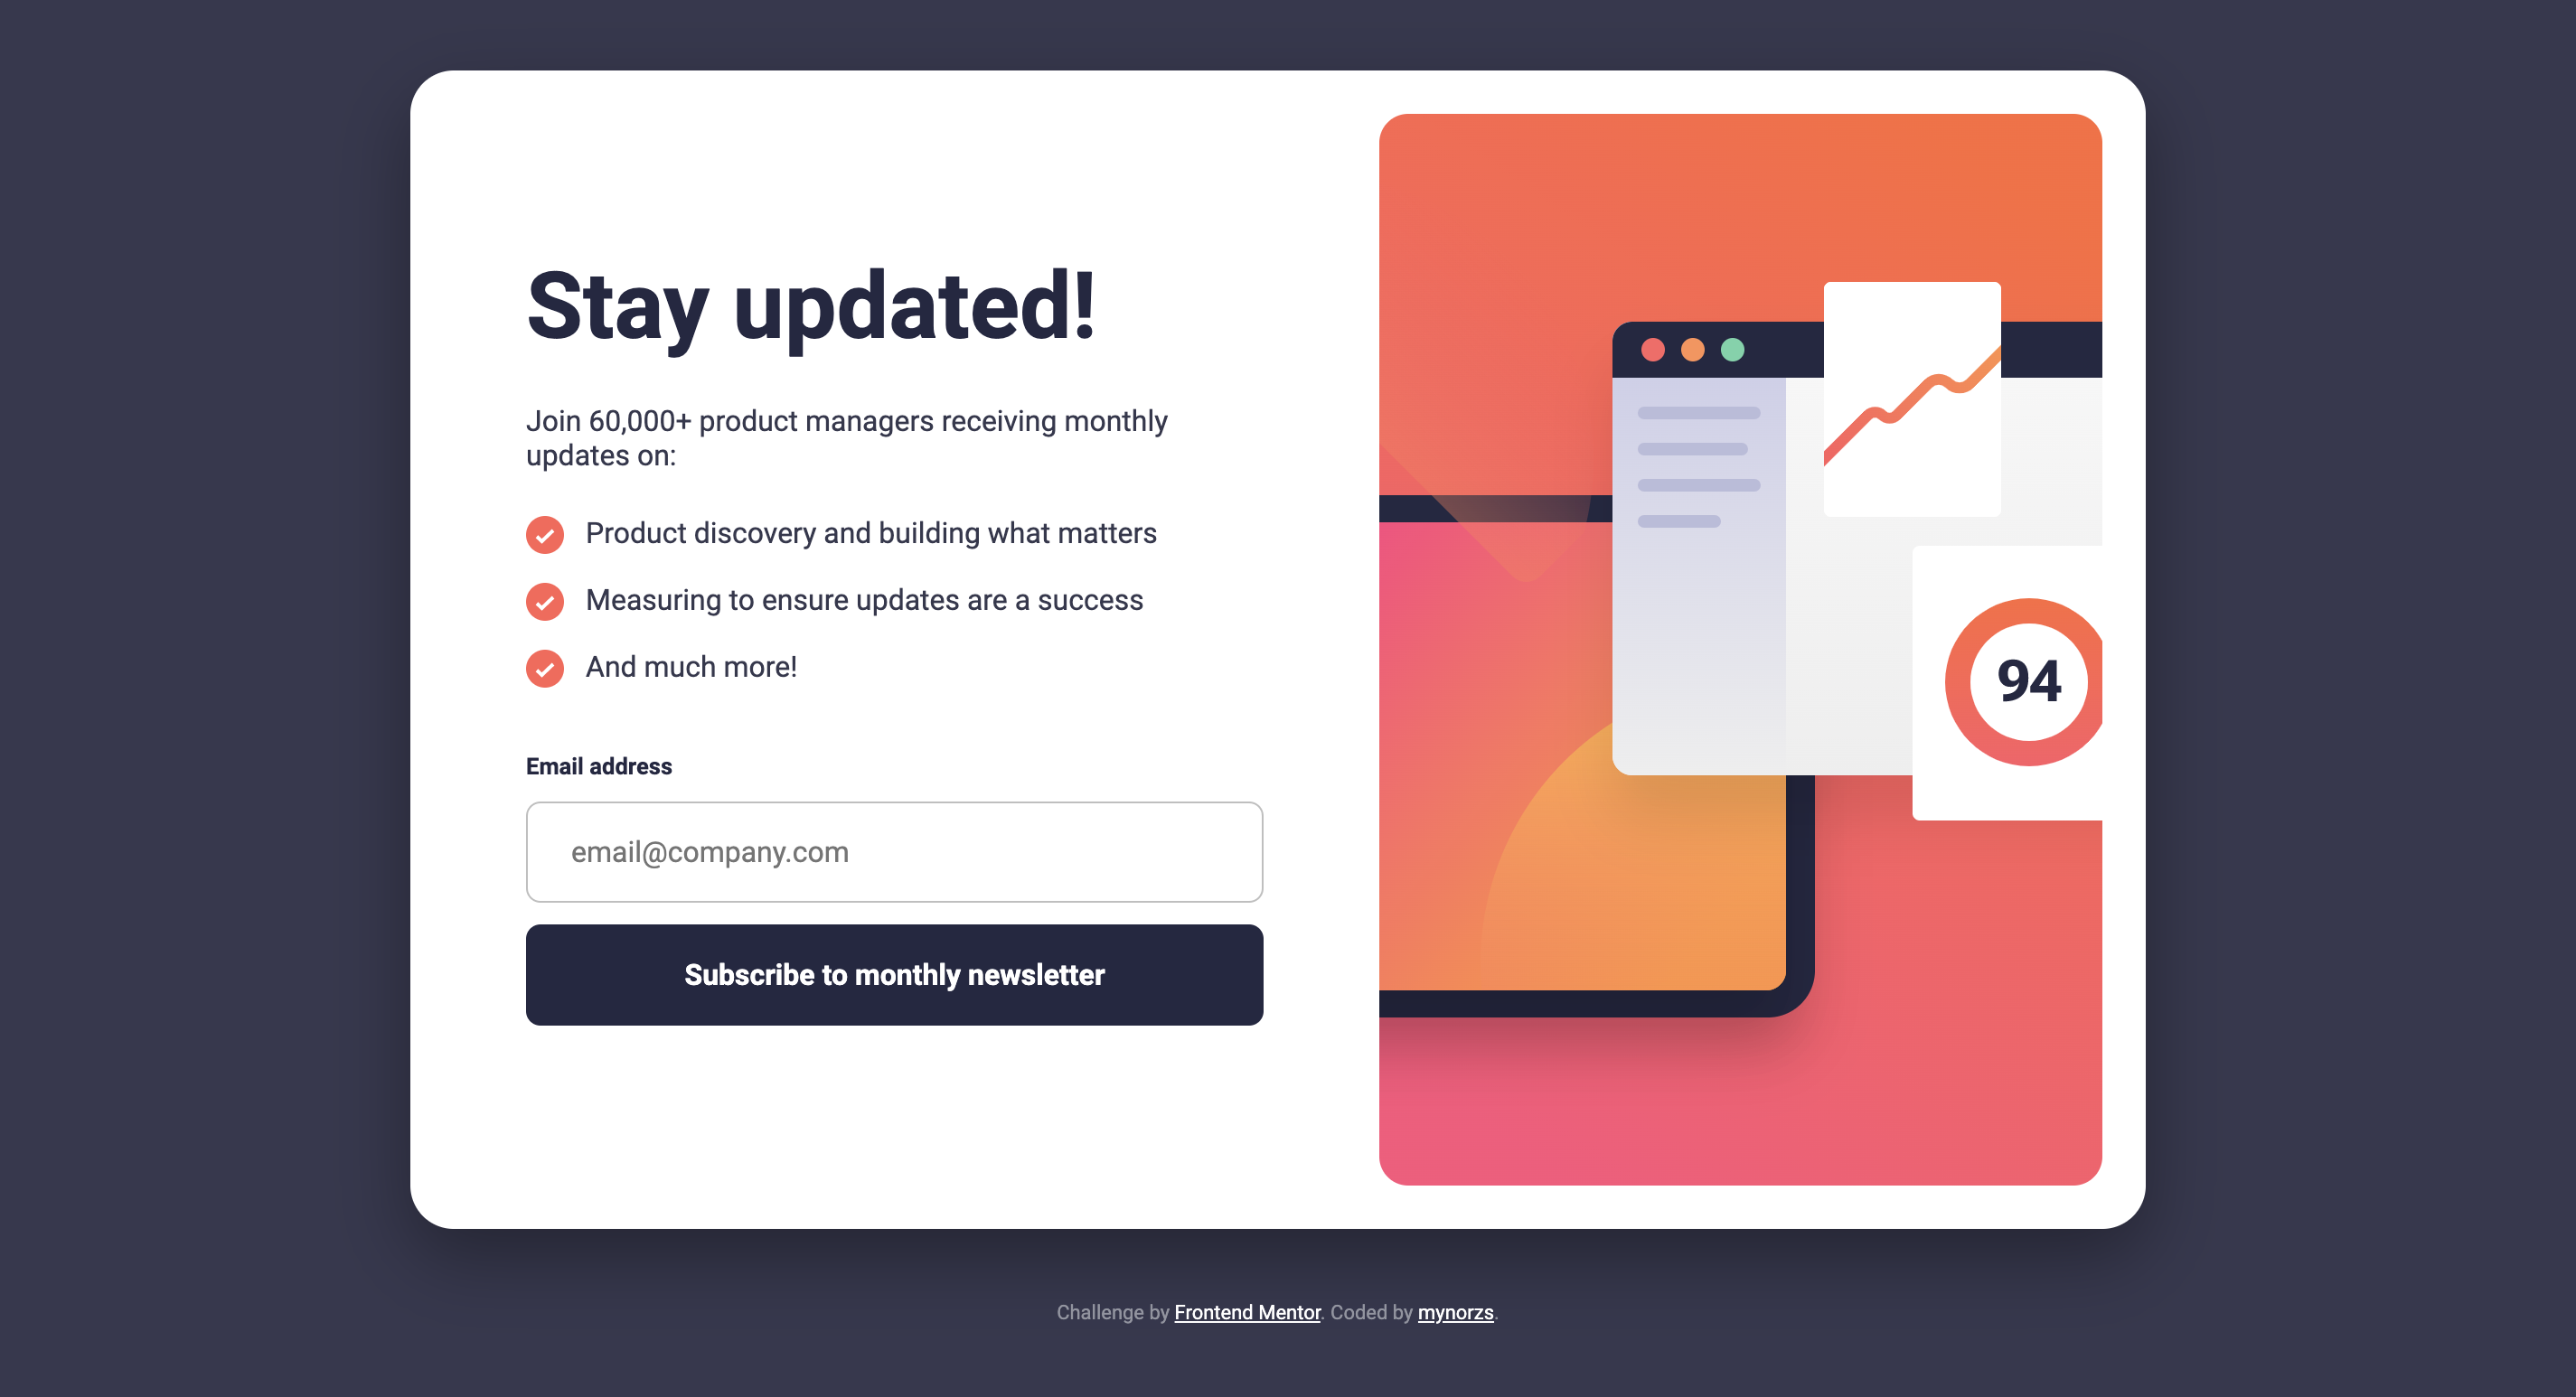 Stay updated!
Join 60,000+ product managers receiving monthly
updates on:
Product discovery and building what matters
Measuring to ensure updates are a success
And much more!
Email address
email@company.com
Subscribe to monthly newsletter
94
Challenge by Frontend Mentor. Coded by mynorzs.